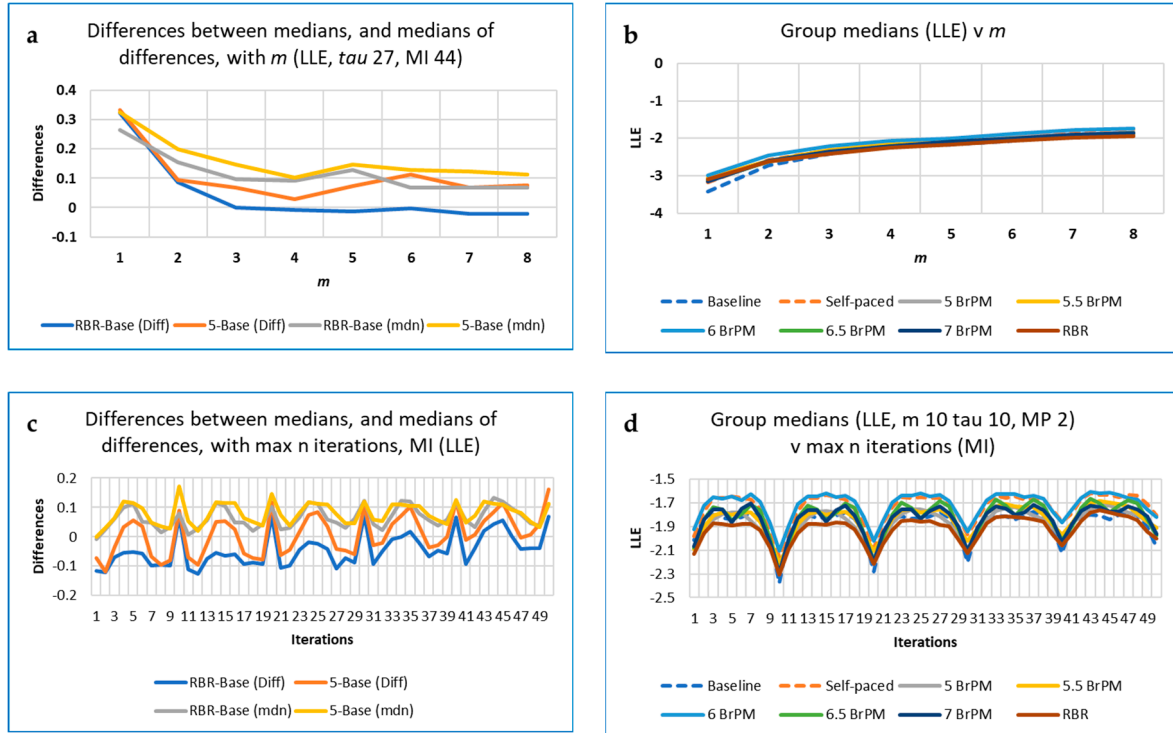 a
Differences between medians, and medians of
differences, with m (LLE, tau 27, MI 44)
0.4
0.3
0.2
0.1
0
-0.1
Differences
1 2 3 4 5 6 7 8
m
RBR-Base (Diff) 5-Base (Diff) RBR-Base (mdn) 5-Base (mdn)
b
Group medians (LLE) v m
0
-1
-2
-3
-4
LLE
1 2 3 4 5 6 7 8
m
Baseline Self-paced 5 BrPM 5.5 BrPM
6 BrPM 6.5 BrPM 7 BrPM RBR
c
Differences between medians, and medians of
differences, with max n iterations, MI (LLE)
0.2
0.1
0
-0.1
-0.2
Differences
1 3 5 7 9 11 13 15 17 19 21 23 25 27 29 31 33 35 37 39 41 43 45 47 49
Iterations
RBR-Base (Diff) 5-Base (Diff)
RBR-Base (mdn) 5-Base (mdn)
d
Group medians (LLE, m 10 tau 10, MP 2)
v max n iterations (MI)
-1.5
-1.7
-1.9
-2.1
-2.3
-2.5
LLE
1 3 5 7 9 11 13 15 17 19 21 23 25 27 29 31 33 35 37 39 41 43 45 47 49
Iterations
Baseline Self-paced 5 BrPM 5.5 BrPM
6 BrPM 6.5 BrPM 7 BrPM RBR